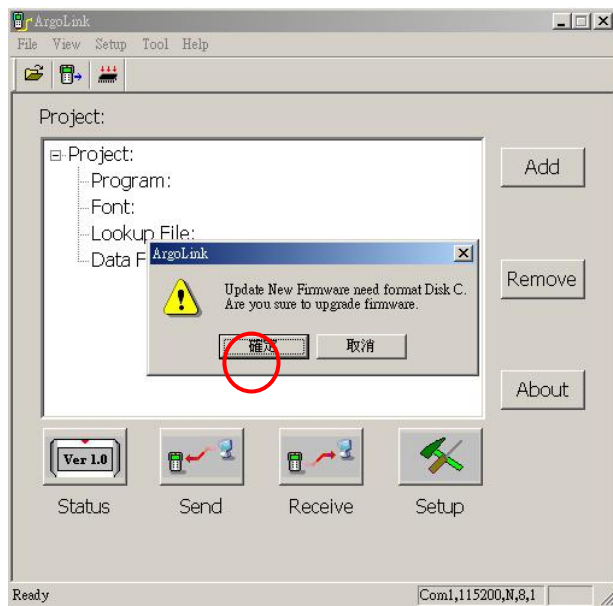 ArgoLink
File View Setup Tool Help
Project:
Project:
Program:
Font:
Lookup File:
Data F
ArgoLink
Update New Firmware need format Disk C.
Are you sure to upgrade firmware.
確定
取消
Add
Remove
About
Ver 1.0
Status
Send
Receive
Setup
Ready
Com1,115200,N,8,1